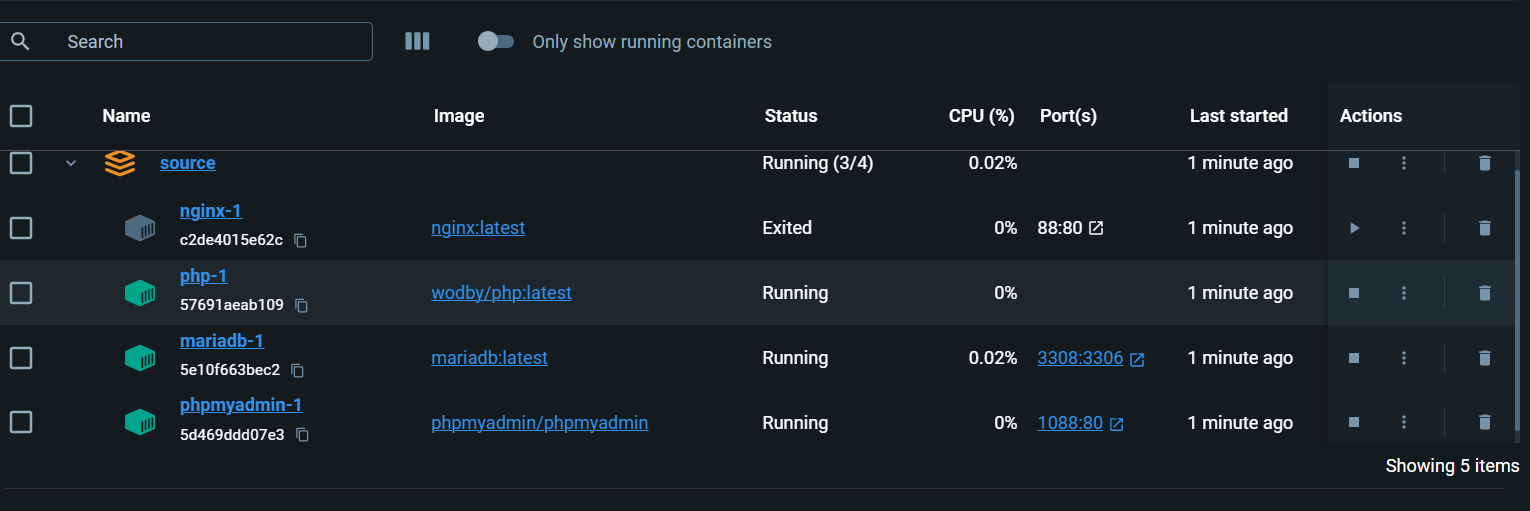 Search
Only show running containers
Name Image Status CPU (%) Port(s) Last started Actions
source Running (3/4) 0.02% 1 minute ago
nginx-1
c2de4015e62c nginx:latest Exited 0% 88:80 1 minute ago
php-1
57691aeab109 wodby/php:latest Running 0% 1 minute ago
mariadb-1
5e10f663bec2 mariadb:latest Running 0.02% 3308:3306 1 minute ago
phpmyadmin-1
5d469ddd07e3 phpmyadmin/phpmyadmin Running 0% 1088:80 1 minute ago
Showing 5 items